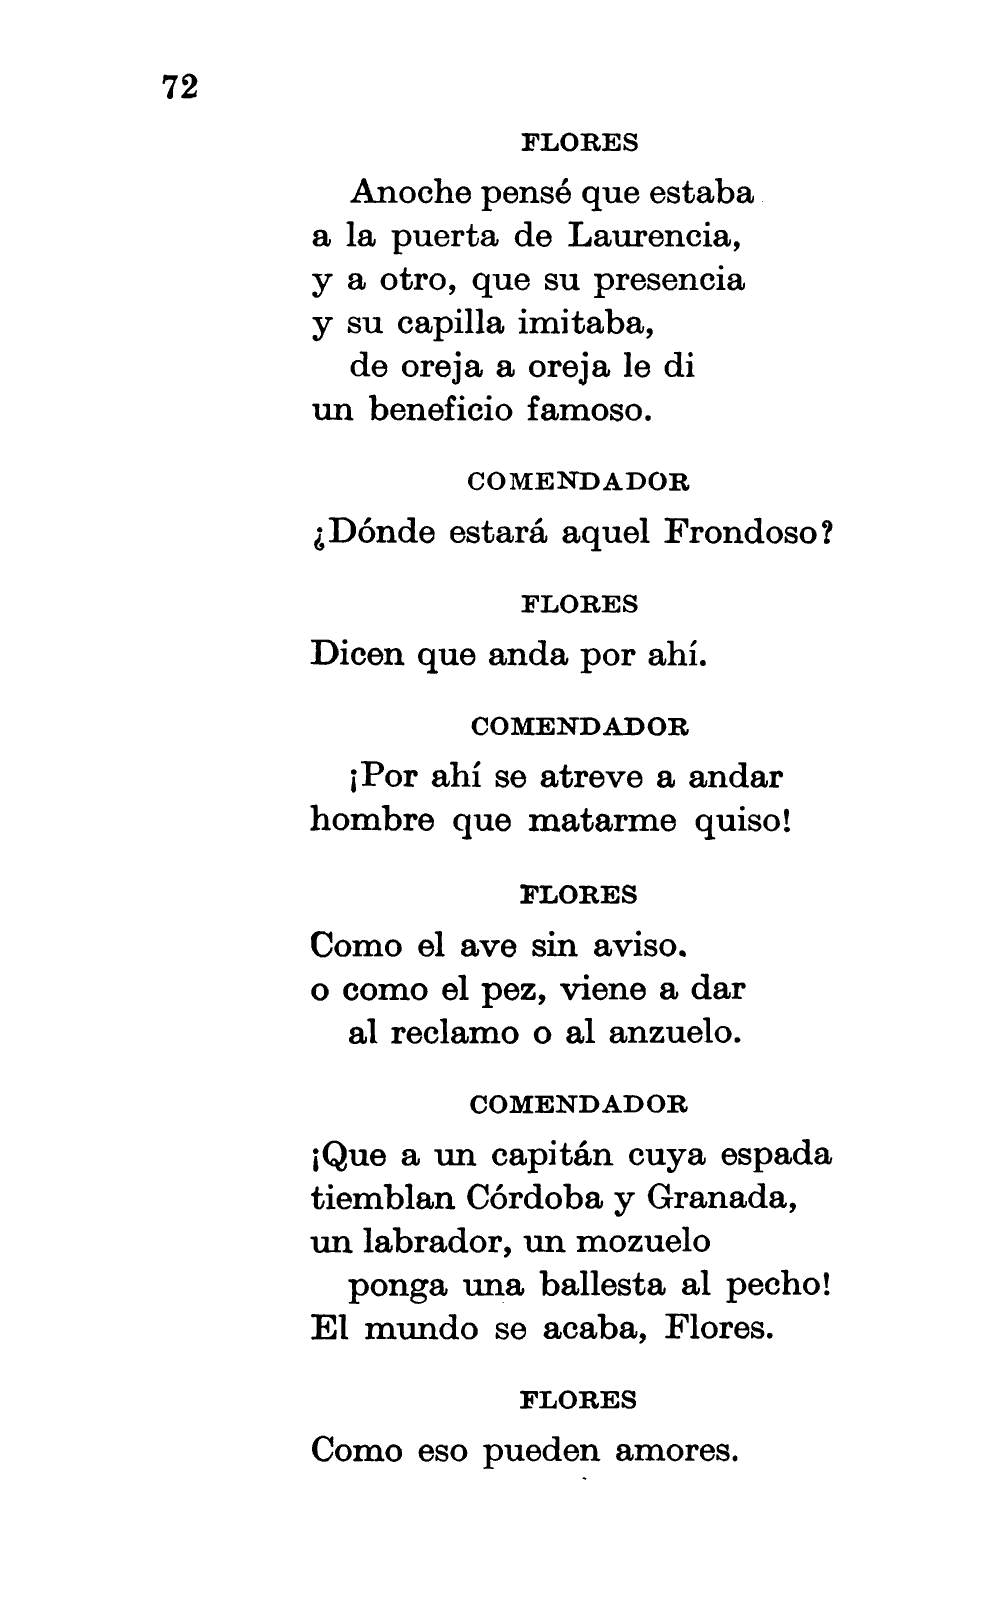 72
FLORES
Anoche pensé que estaba
a la puerta de Laurencia,
y a otro, que su presencia
y su capilla imitaba,
de oreja a oreja le di
un beneficio famoso.
COMENDADOR
¿Dónde estará aquel Frondoso?
FLORES
Dicen que anda por ahí.
COMENDADOR
¡Por ahí se atreve a andar
hombre que matarme quiso!
FLORES
Como el ave sin aviso.
o como el pez, viene a dar
al reclamo o al anzuelo.
COMENDADOR
¡Que a un capitán cuya espada
tiemblan Córdoba y Granada,
un labrador, un mozuelo
ponga una ballesta al pecho!
El mundo se acaba, Flores.
FLORES
Como eso pueden amores.